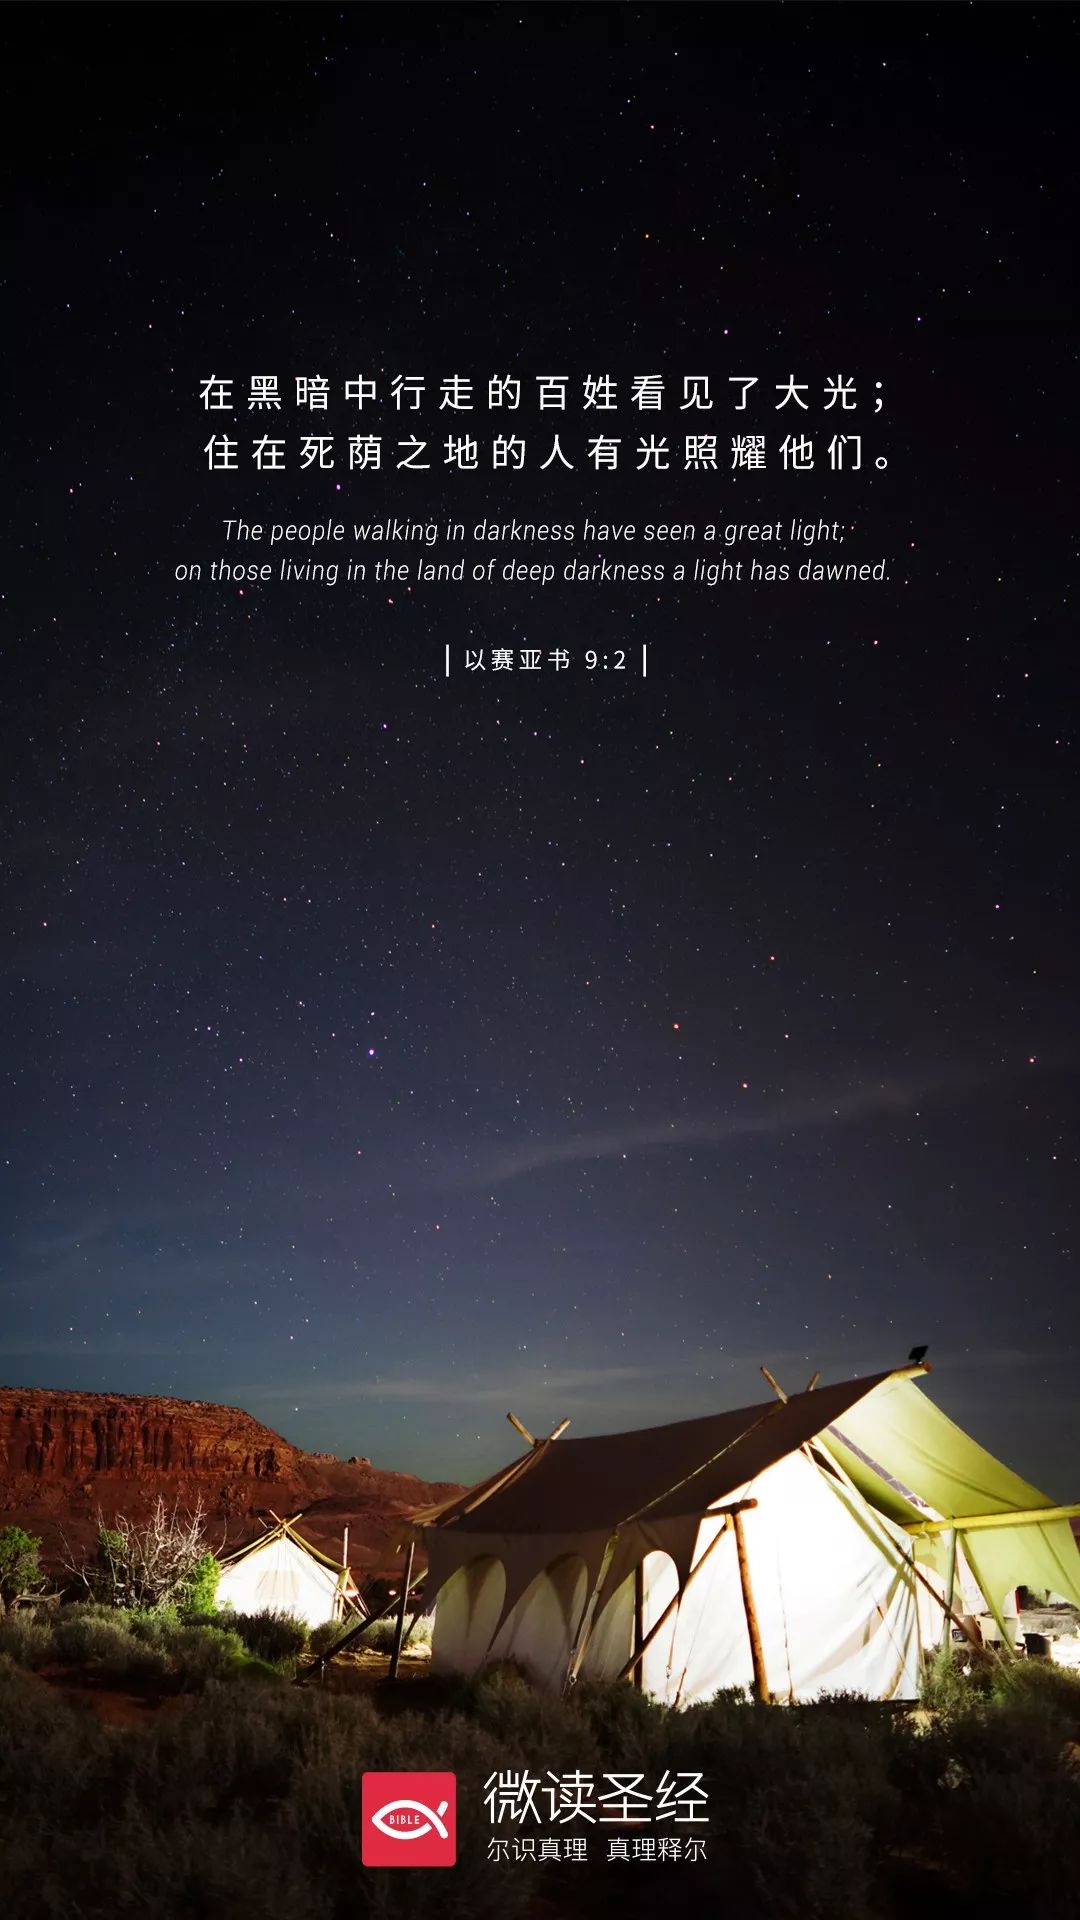 在黑暗中行走的百姓看见了大光；
住在死荫之地的人有光照耀他们。
The people walking in darkness have seen a great light;
on those living in the land of deep darkness a light has dawned.
| 以赛亚书 9:2 |
BIBLE
微读圣经
尔识真理 真理释尔